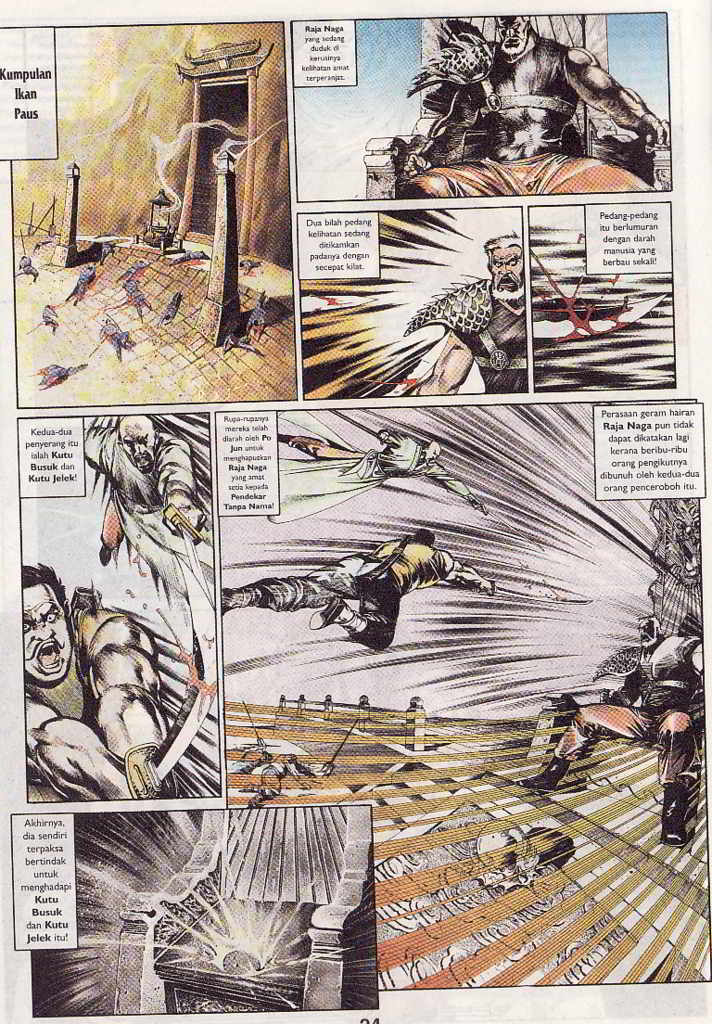 Kumpulan
Ikan
Paus
Raja Naga
yang sedang
duduk di
kerusinya
kelihatan amat
terperanjat.
Dua bilah pedang
kelihatan sedang
ditikamkan
padanya dengan
secepat kilat.
Pedang-pedang
itu berlumuran
dengan darah
manusia yang
berbau sekali!
Kedua-dua
penyerang itu
ialah Kutu
Busuk dan
Kutu Jelek!
Rupa-rupanya
mereka telah
diarah oleh Po
Jun untuk
menghapuskan
Raja Naga
yang amat
setia kepada
Pendekar
Tanpa Nama!
Perasaan geram hairan
Raja Naga pun tidak
dapat dikatakan lagi
kerana beribu-ribu
orang pengikutnya
dibunuh oleh kedua-dua
orang penceroboh itu.
Akhirnya,
dia sendiri
terpaksa
bertindak
untuk
menghadapi
Kutu
Busuk
dan Kutu
Jelek itu!
24